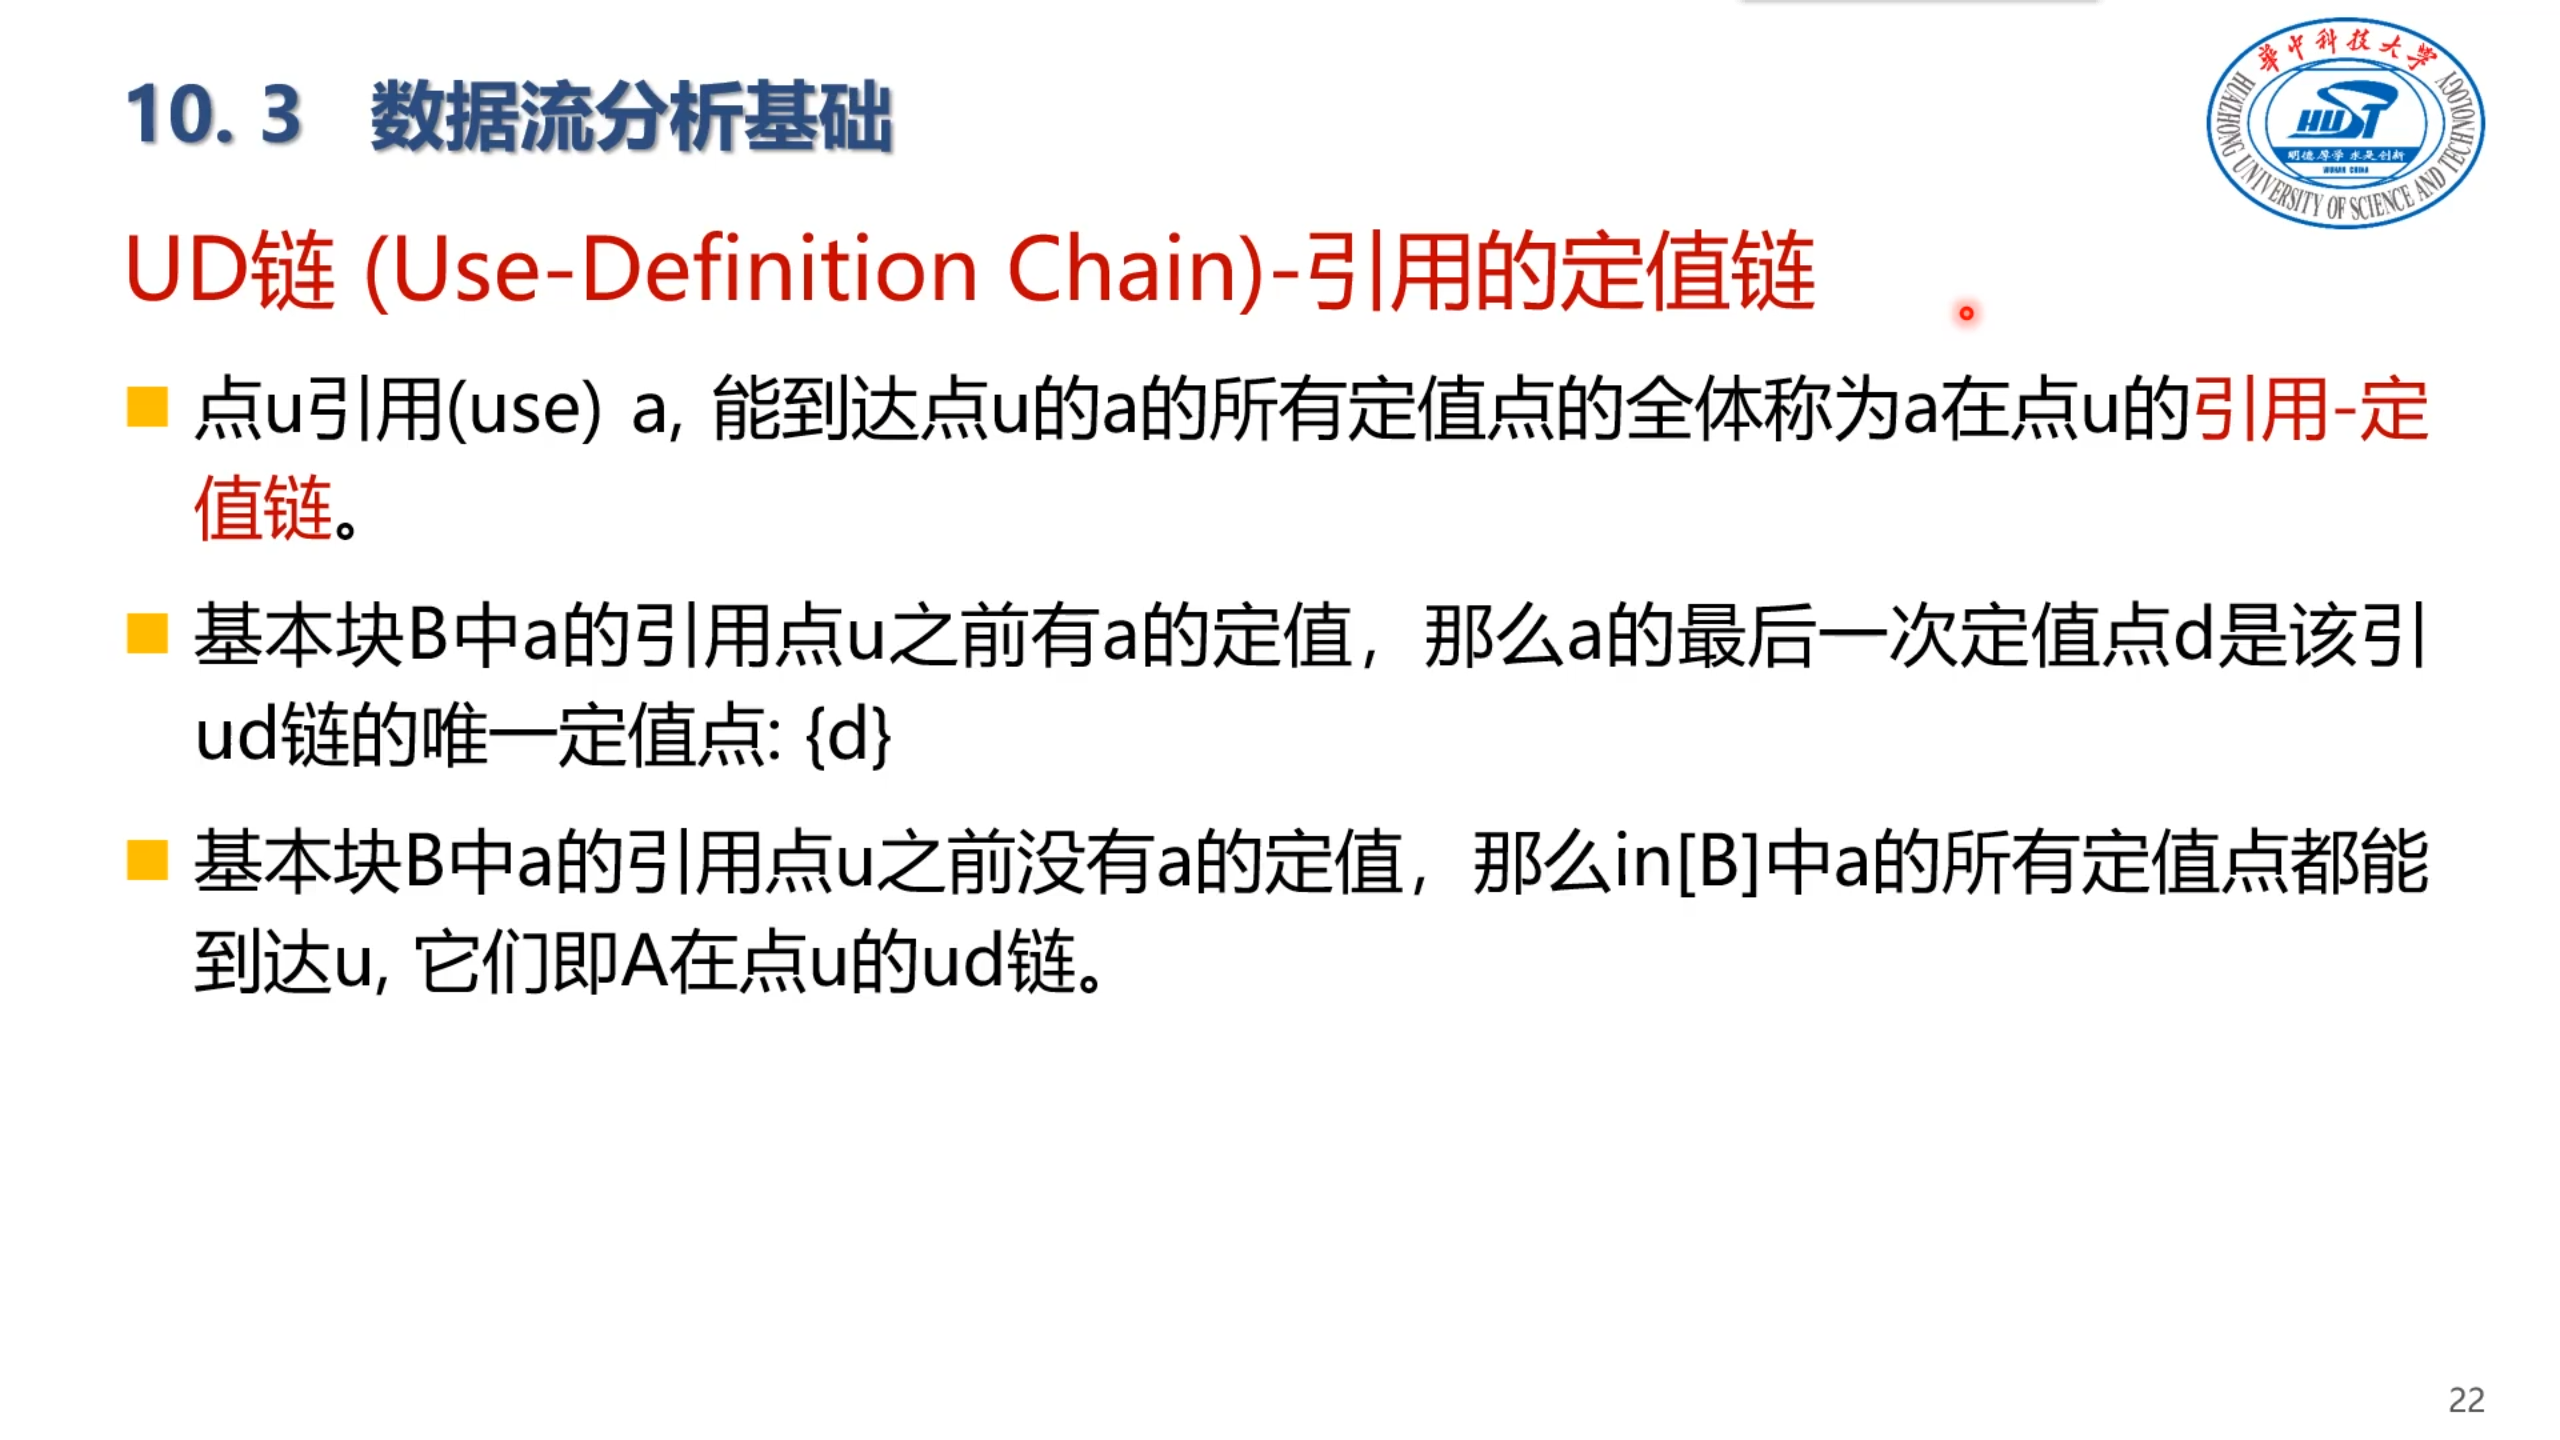 10. 3 数据流分析基础
華中科技大学
HUAZHONG UNIVERSITY OF SCIENCE AND TECHNOLOGY
HUST
明德厚学 求是创新
WUHAN CHINA
UD链 (Use-Definition Chain)-引用的定值链
点u引用(use) a, 能到达点u的a的所有定值点的全体称为a在点u的引用-定
值链。
基本块B中a的引用点u之前有a的定值，那么a的最后一次定值点d是该引
ud链的唯一定值点: {d}
基本块B中a的引用点u之前没有a的定值，那么in[B]中a的所有定值点都能
到达u, 它们即A在点u的ud链。
22